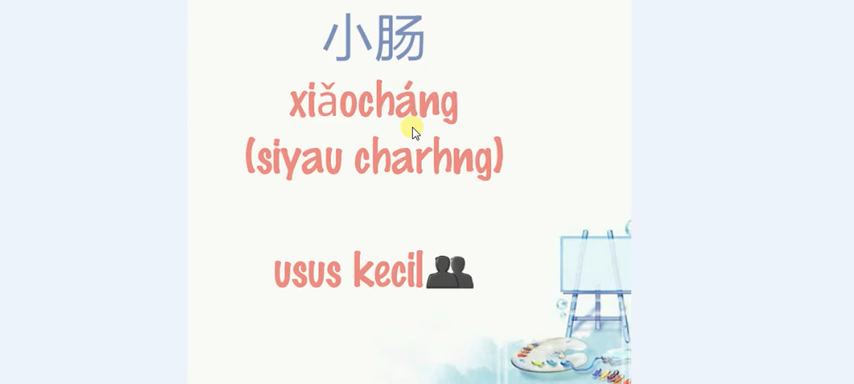 小肠
xiǎocháng
(siyau charhng)
usus kecil👥